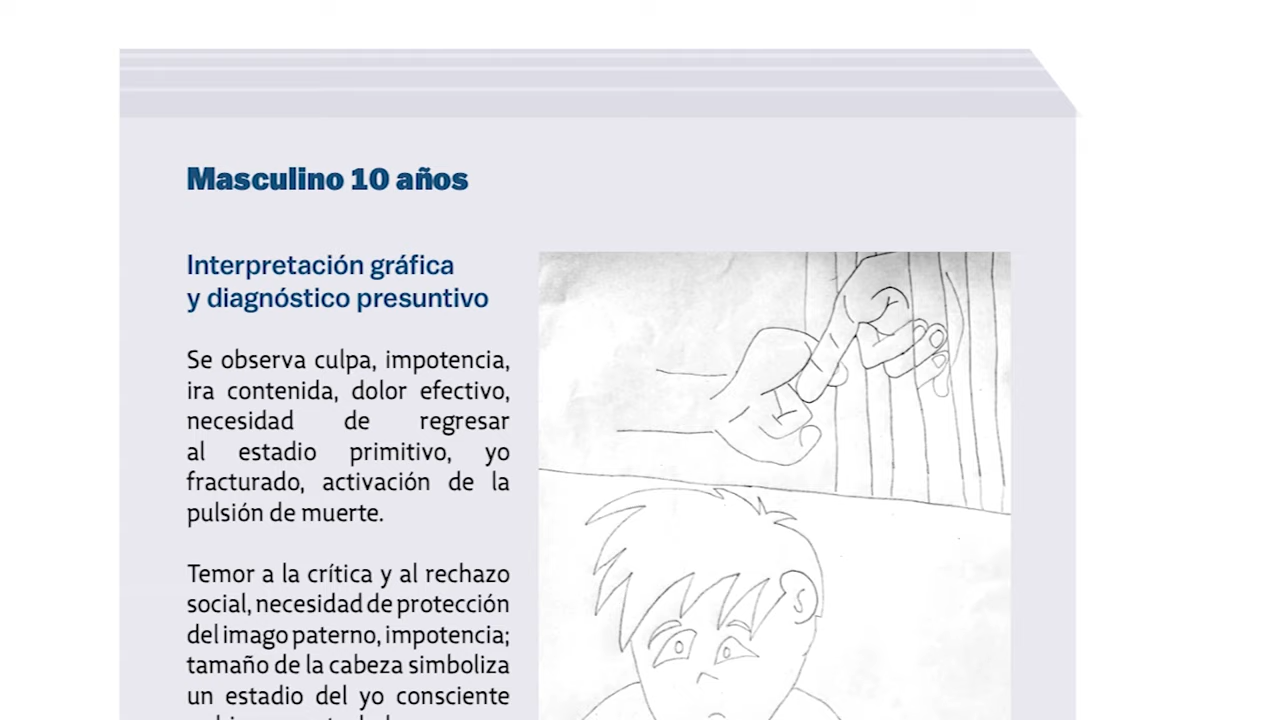 Masculino 10 años
Interpretación gráfica
y diagnóstico presuntivo
Se observa culpa, impotencia,
ira contenida, dolor efectivo,
necesidad de regresar
al estadio primitivo, yo
fracturado, activación de la
pulsión de muerte.
Temor a la crítica y al rechazo
social, necesidad de protección
del imago paterno, impotencia;
tamaño de la cabeza simboliza
un estadio del yo consciente